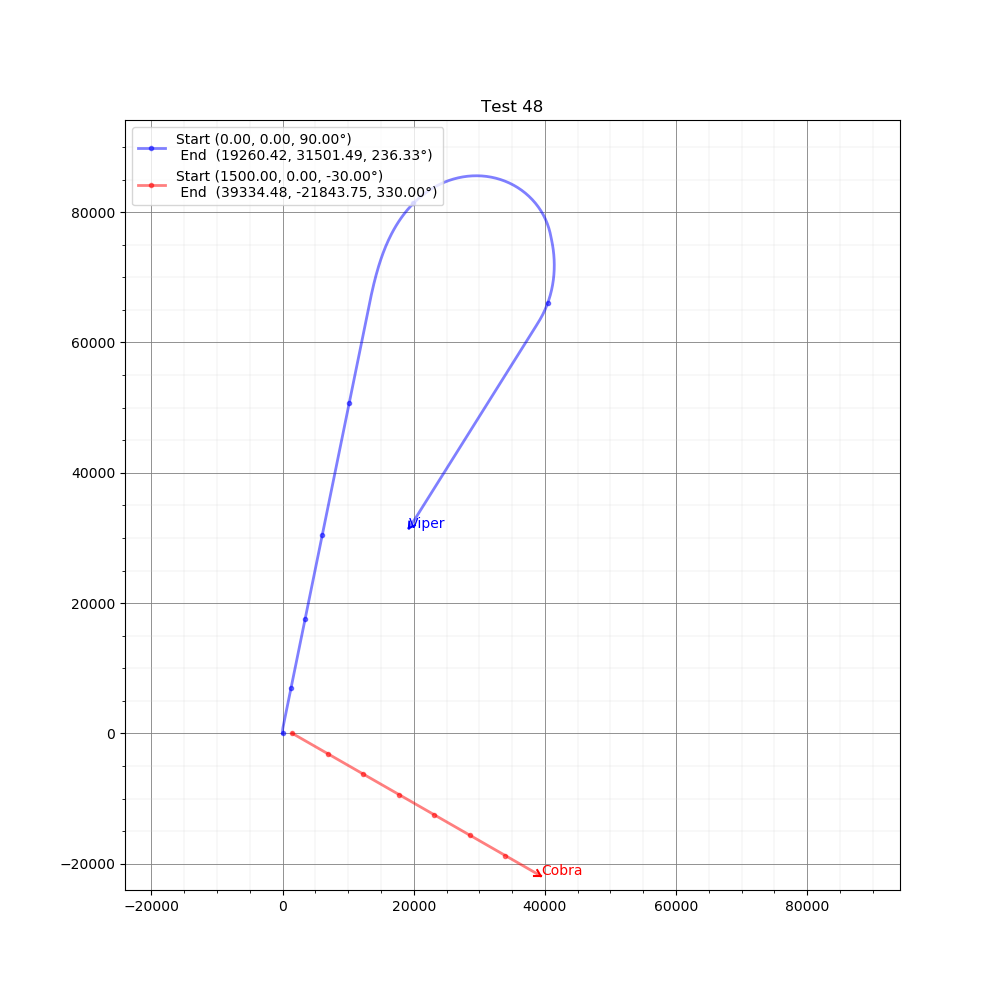 Test 48
Start (0.00, 0.00, 90.00°)
End (19260.42, 31501.49, 236.33°)
Start (1500.00, 0.00, -30.00°)
End (39334.48, -21843.75, 330.00°)
80000
60000
40000
20000
0
−20000
Viper
Cobra
−20000 0 20000 40000 60000 80000